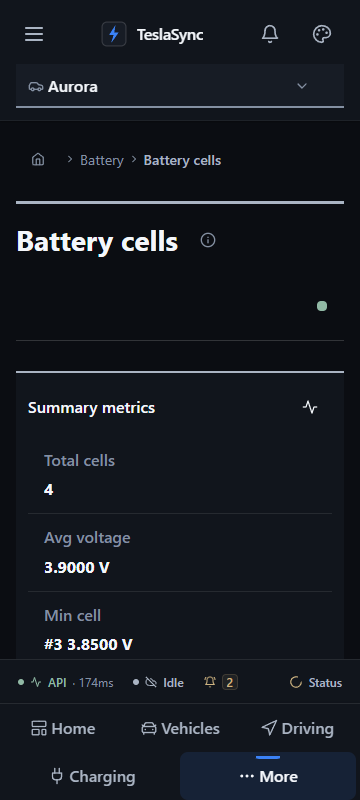 TeslaSync
Aurora
Battery
Battery cells
Battery cells
Summary metrics
Total cells
4
Avg voltage
3.9000 V
Min cell
#3 3.8500 V
API · 174ms
Idle
2
Status
Home
Vehicles
Driving
Charging
More